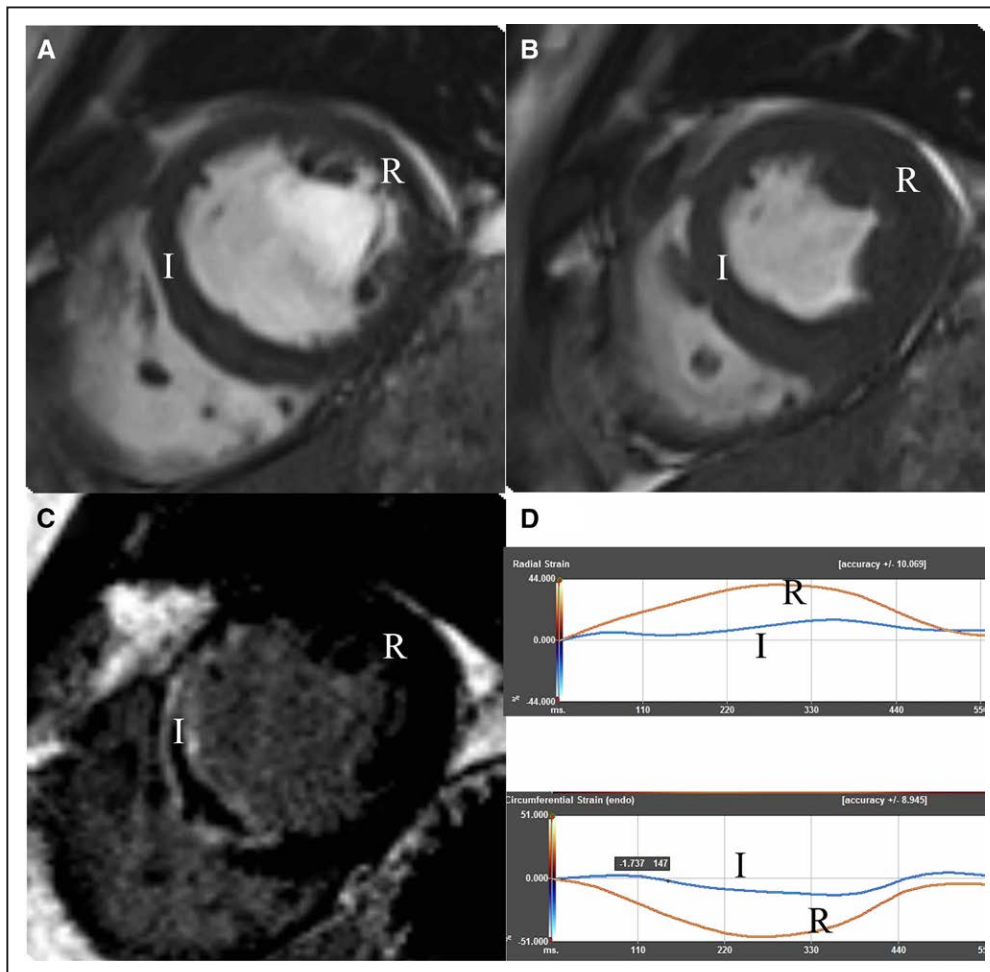 A
B
R
R
I
I
C
D
Radial Strain [accuracy +/- 10.069]
44.000
R
0.000
I
%
-44.000
ms. 110 220 330 440 550
R
I
Circumferential Strain (endo) [accuracy +/- 8.945]
51.000
I
-1.737 147
0.000
R
%
-51.000
ms. 110 220 330 440